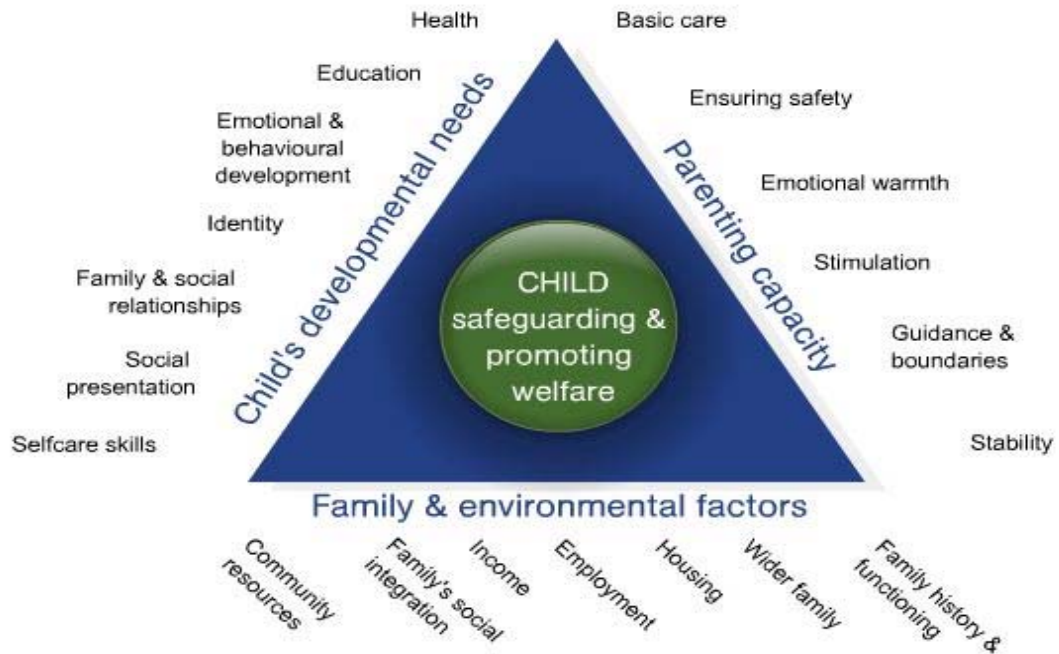 Health
Education
Emotional &
behavioural
development
Identity
Family & social
relationships
Social
presentation
Selfcare skills
Child's developmental needs
Basic care
Ensuring safety
Emotional warmth
Stimulation
Guidance &
boundaries
Stability
Parenting capacity
CHILD
safeguarding &
promoting
welfare
Family & environmental factors
Community
resources
Family's social
integration
Income
Employment
Housing
Wider family
Family history &
functioning